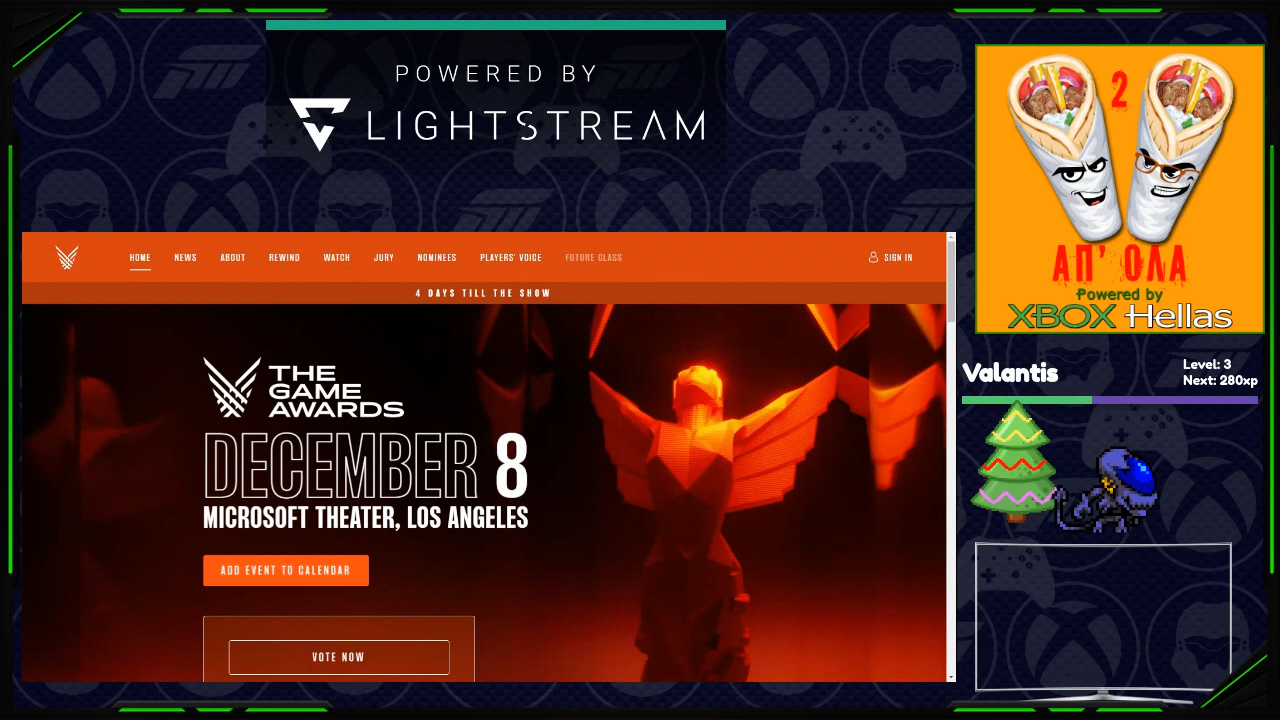 POWERED BY
LIGHTSTREAM
HOME NEWS ABOUT REWIND WATCH JURY NOMINEES PLAYERS' VOICE FUTURE CLASS SIGN IN
4 DAYS TILL THE SHOW
THE
GAME
AWARDS
DECEMBER 8
MICROSOFT THEATER, LOS ANGELES
ADD EVENT TO CALENDAR
VOTE NOW
2
ΑΠ' ΟΛΑ
Powered by
XBOX Hellas
Valantis
Level: 3
Next: 280xp